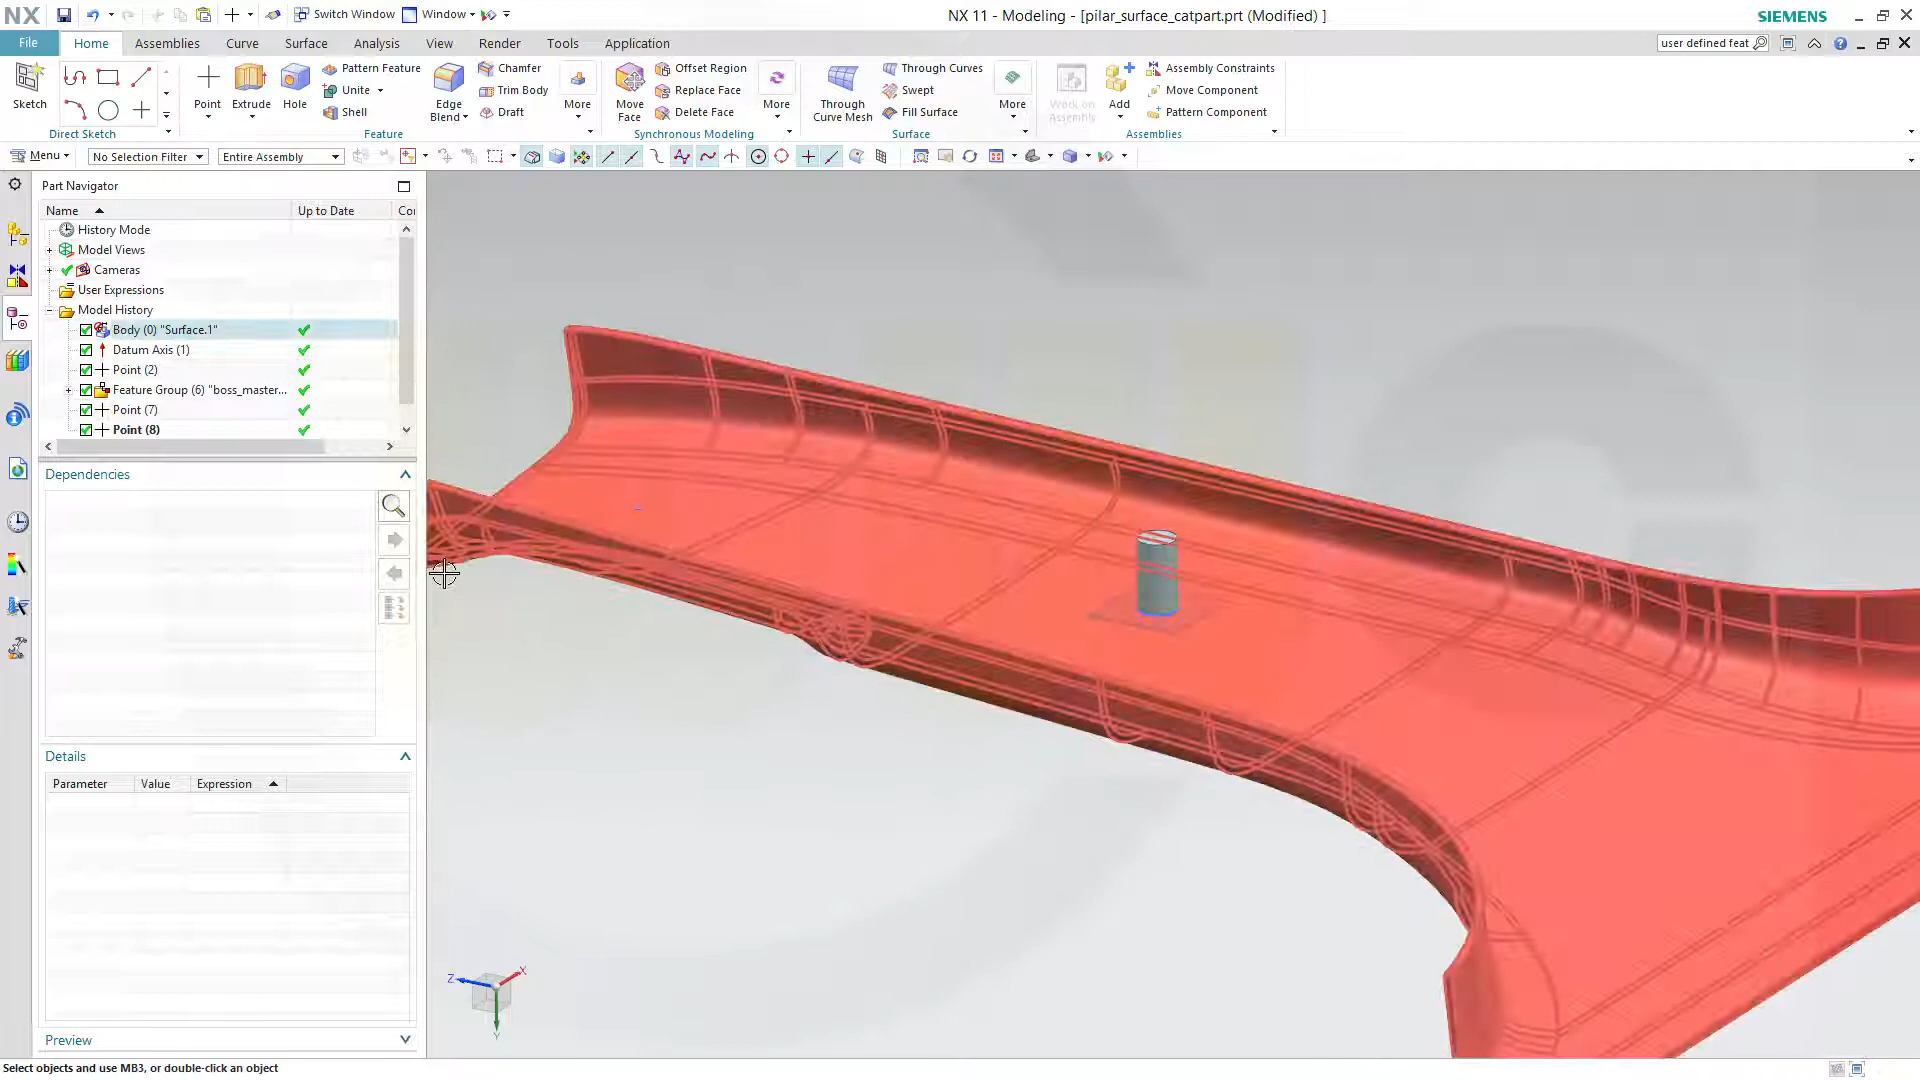 NX
Switch Window
Window
NX 11 - Modeling - [pilar_surface_catpart.prt (Modified) ]
SIEMENS
File
Home
Assemblies
Curve
Surface
Analysis
View
Render
Tools
Application
user defined feat
Sketch
Direct Sketch
Point
Extrude
Hole
Pattern Feature
Unite
Shell
Edge
Blend
Chamfer
Trim Body
Draft
More
Feature
Move
Face
Offset Region
Replace Face
Delete Face
More
Synchronous Modeling
Through
Curve Mesh
Through Curves
Swept
Fill Surface
More
Surface
Work on
Assembly
Add
Assembly Constraints
Move Component
Pattern Component
Assemblies
Menu
No Selection Filter
Entire Assembly
Part Navigator
Name
Up to Date
Cor
History Mode
Model Views
Cameras
User Expressions
Model History
Body (0) "Surface.1"
Datum Axis (1)
Point (2)
Feature Group (6) "boss_master...
Point (7)
Point (8)
Dependencies
Details
Parameter
Value
Expression
Preview
Z
X
Y
Select objects and use MB3, or double-click an object